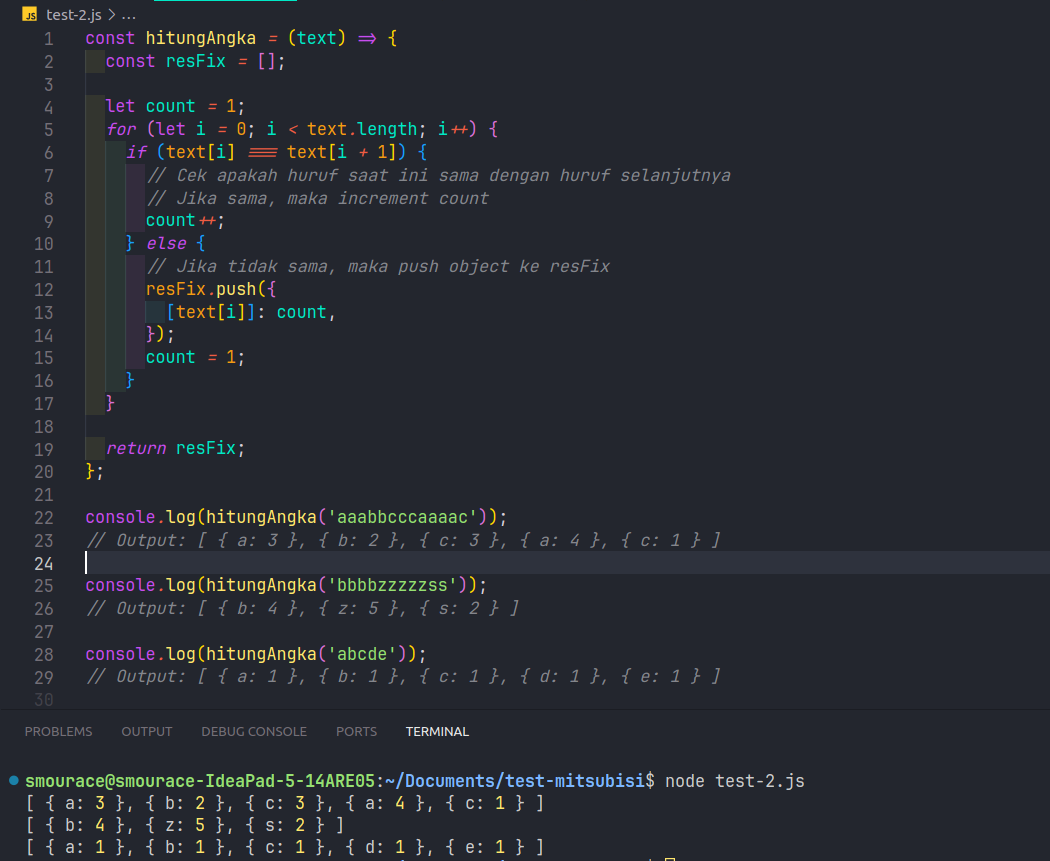 JS test-2.js > ...
1 const hitungAngka = (text) => {
2 const resFix = [];
3
4 let count = 1;
5 for (let i = 0; i < text.length; i++) {
6 if (text[i] === text[i + 1]) {
7 // Cek apakah huruf saat ini sama dengan huruf selanjutnya
8 // Jika sama, maka increment count
9 count++;
10 } else {
11 // Jika tidak sama, maka push object ke resFix
12 resFix.push({
13 [text[i]]: count,
14 });
15 count = 1;
16 }
17 }
18
19 return resFix;
20 };
21
22 console.log(hitungAngka('aaabbcccaaaac'));
23 // Output: [ { a: 3 }, { b: 2 }, { c: 3 }, { a: 4 }, { c: 1 } ]
24
25 console.log(hitungAngka('bbbbzzzzzss'));
26 // Output: [ { b: 4 }, { z: 5 }, { s: 2 } ]
27
28 console.log(hitungAngka('abcde'));
29 // Output: [ { a: 1 }, { b: 1 }, { c: 1 }, { d: 1 }, { e: 1 } ]
30
PROBLEMS OUTPUT DEBUG CONSOLE PORTS TERMINAL
smourace@smourace-IdeaPad-5-14ARE05:~/Documents/test-mitsubisi$ node test-2.js
[ { a: 3 }, { b: 2 }, { c: 3 }, { a: 4 }, { c: 1 } ]
[ { b: 4 }, { z: 5 }, { s: 2 } ]
[ { a: 1 }, { b: 1 }, { c: 1 }, { d: 1 }, { e: 1 } ]